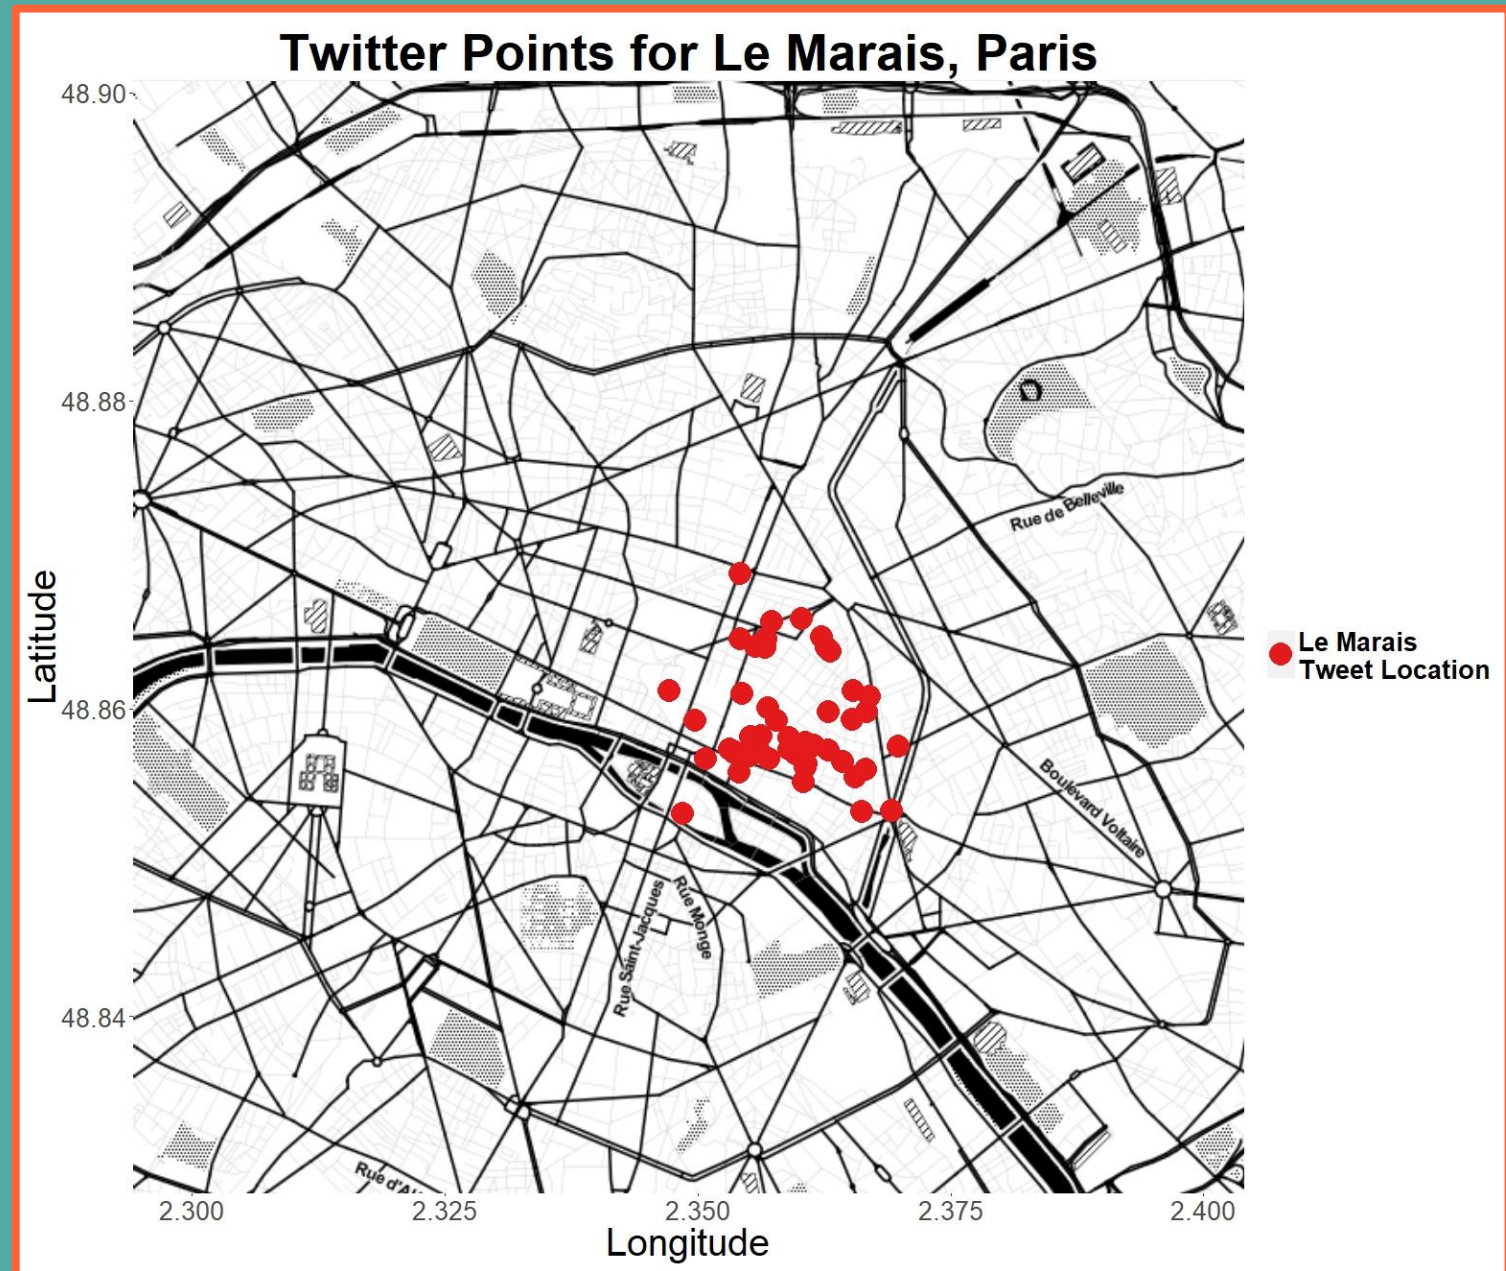 Twitter Points for Le Marais, Paris
48.90
48.88
48.86
48.84
Latitude
Rue de Belleville
Boulevard Voltaire
Rue Saint-Jacques
Rue Monge
2.300
2.325
2.350
2.375
2.400
Longitude
Le Marais
Tweet Location